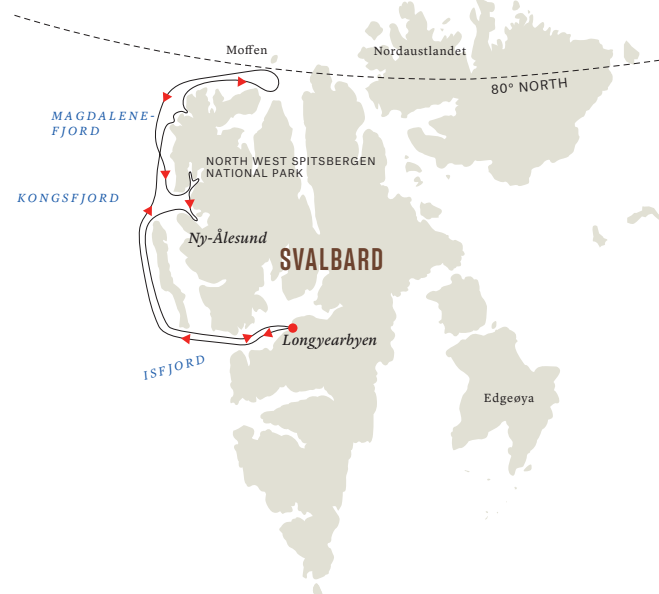 Moffen
Nordaustlandet
80° NORTH
MAGDALENE-
FJORD
NORTH WEST SPITSBERGEN
NATIONAL PARK
KONGSFJORD
Ny-Ålesund
SVALBARD
Longyearbyen
ISFJORD
Edgeøya